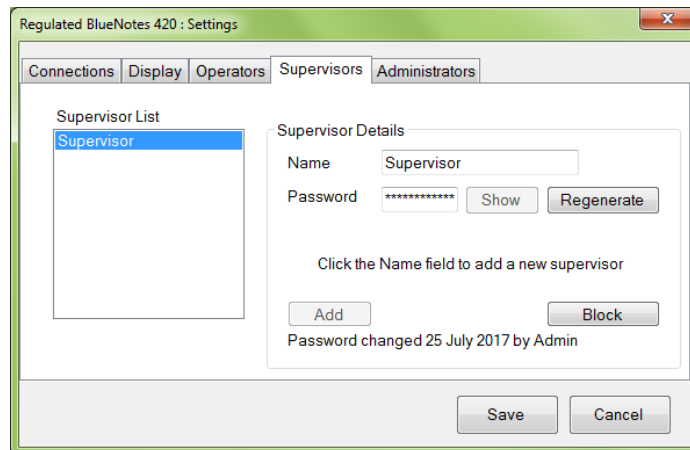 Regulated BlueNotes 420 : Settings
x
Connections Display Operators Supervisors Administrators
Supervisor List
Supervisor
Supervisor Details
Name Supervisor
Password ************ Show Regenerate
Click the Name field to add a new supervisor
Add Block
Password changed 25 July 2017 by Admin
Save Cancel